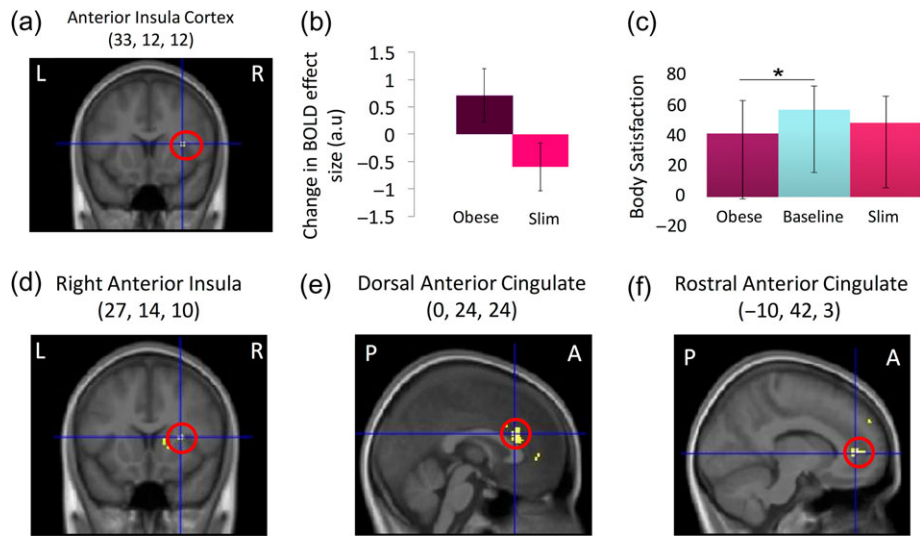 (a)
Anterior Insula Cortex
(33, 12, 12)
L
R
(b)
Change in BOLD effect
size (a.u)
1.5
1
0.5
0
−0.5
−1
−1.5
Obese
Slim
(c)
Body Satisfaction
80
60
40
20
0
−20
*
Obese
Baseline
Slim
(d)
Right Anterior Insula
(27, 14, 10)
L
R
(e)
Dorsal Anterior Cingulate
(0, 24, 24)
P
A
(f)
Rostral Anterior Cingulate
(−10, 42, 3)
P
A